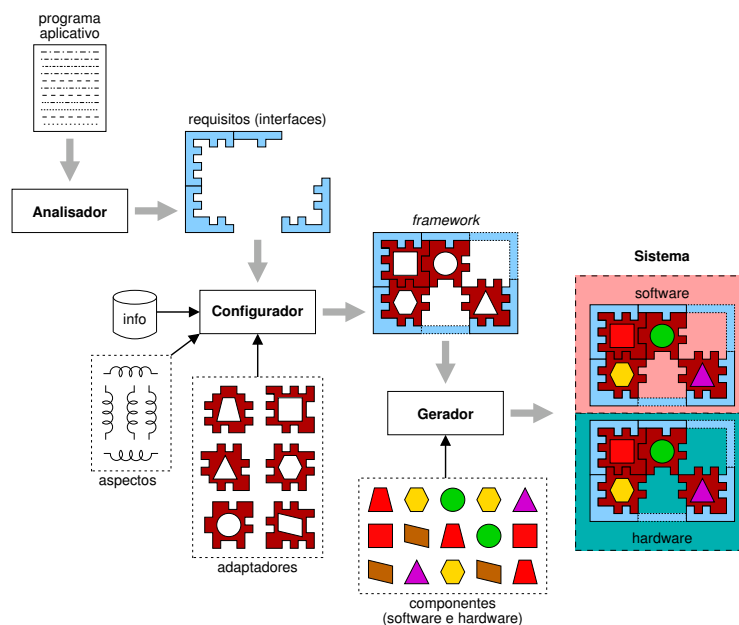 programa
aplicativo
requisitos (interfaces)
Analisador
framework
Sistema
software
info
Configurador
Gerador
aspectos
adaptadores
hardware
componentes
(software e hardware)